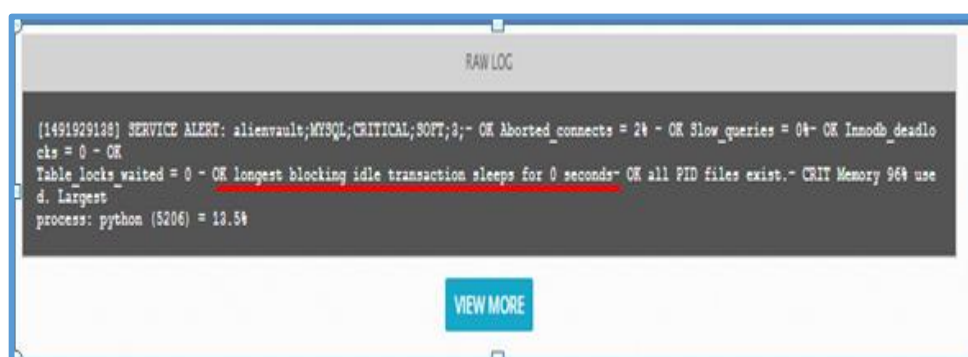 RAW LOG
[1491929138] SERVICE ALERT: alienvault;MYSQL;CRITICAL;SOFT;3;- OK Aborted_connects = 2% - OK Slow_queries = 0%- OK Innodb_deadlo
cks = 0 - OK
Table_locks_waited = 0 - OK longest blocking idle transaction sleeps for 0 seconds- OK all PID files exist.- CRIT Memory 96% use
d. Largest
process: python (5206) = 13.5%
VIEW MORE